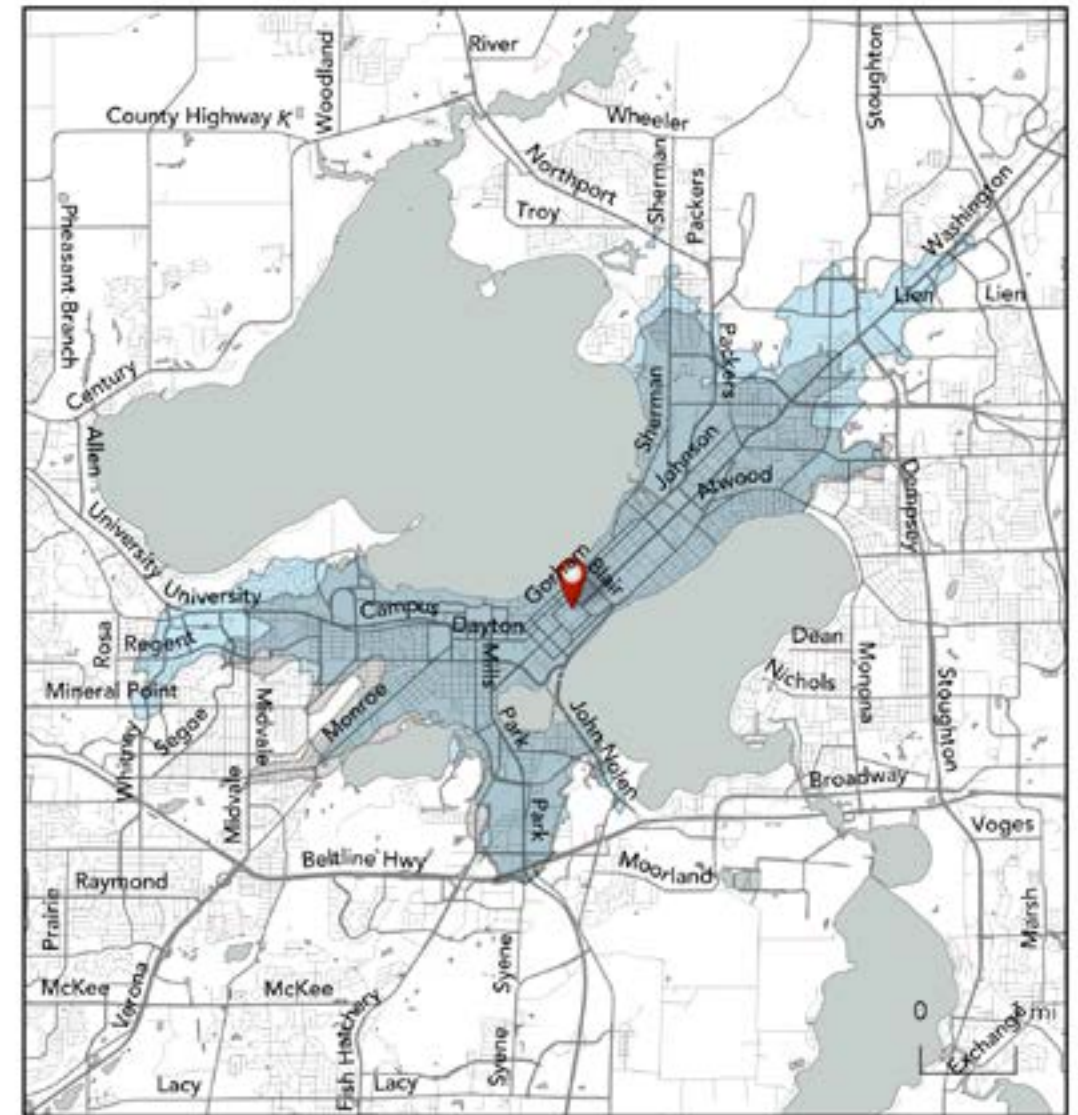 River
Woodland
Stoughton
County Highway K
Wheeler
Northport
Sherman
Packers
Troy
Washington
Pheasant Branch
Lien
Lien
Packers
Century
Sherman
Allen
Johnson
Atwood
Dempsey
University
Gorham
Blair
University
Campus
Dayton
Rosa
Regent
Dean
Mills
Monona
Nichols
Mineral Point
Midvale
Monroe
Segoe
Park
John Nolen
Stoughton
Whitney
Broadway
Midvale
Park
Voges
Beltline Hwy
Moorland
Raymond
Prairie
Marsh
Syene
McKee
Verona
McKee
Fish Hatchery
0
mi
Exchange
Syene
Lacy
Lacy